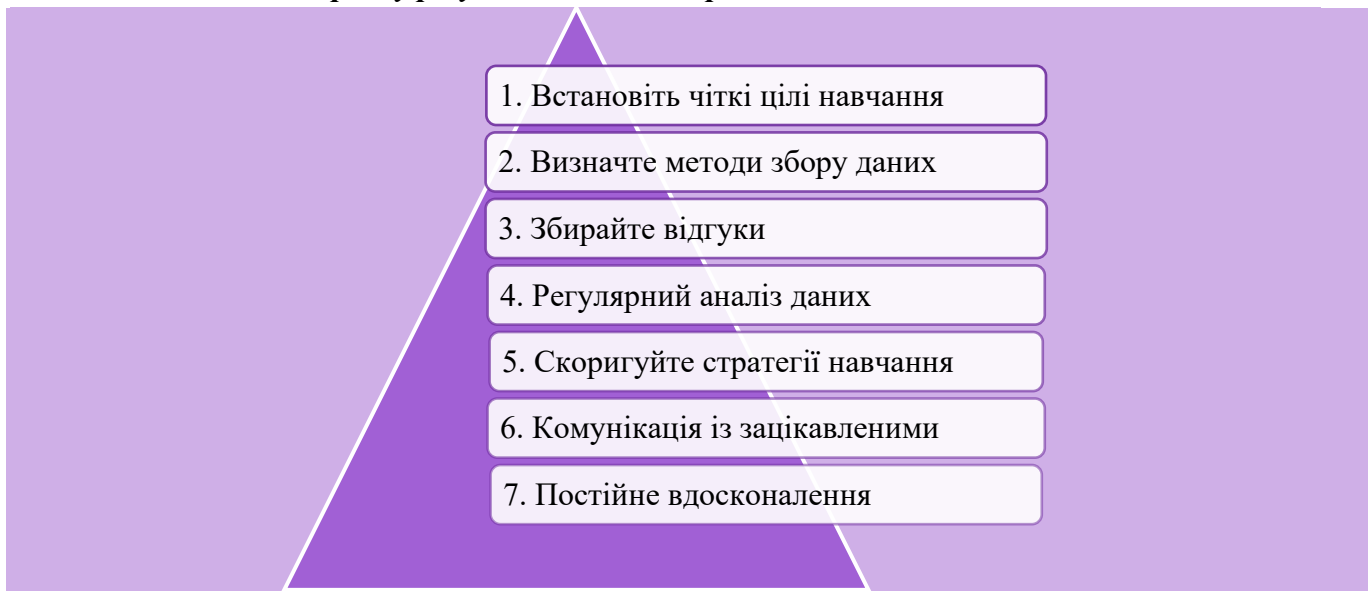 1. Встановіть чіткі цілі навчання
2. Визначте методи збору даних
3. Збирайте відгуки
4. Регулярний аналіз даних
5. Скоригуйте стратегії навчання
6. Комунікація із зацікавленими
7. Постійне вдосконалення